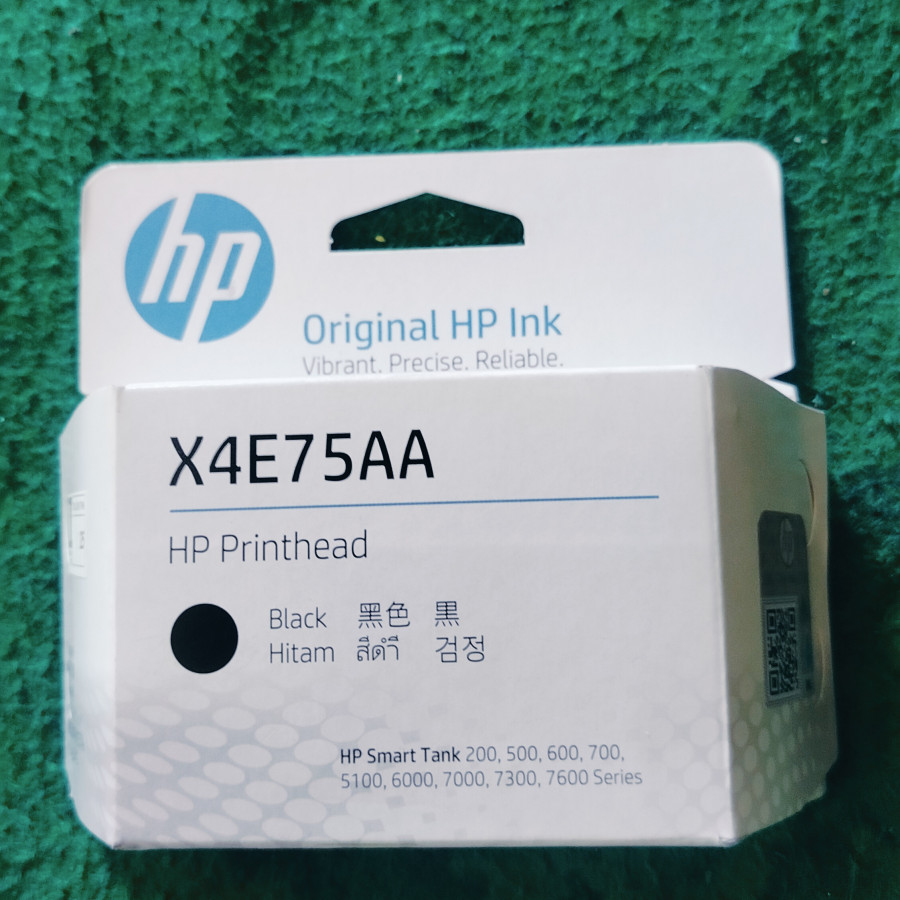 hp
Original HP Ink
Vibrant. Precise. Reliable.
X4E75AA
HP Printhead
Black 黑色 黒
Hitam สีดำ 검정
HP Smart Tank 200, 500, 600, 700,
5100, 6000, 7000, 7300, 7600 Series